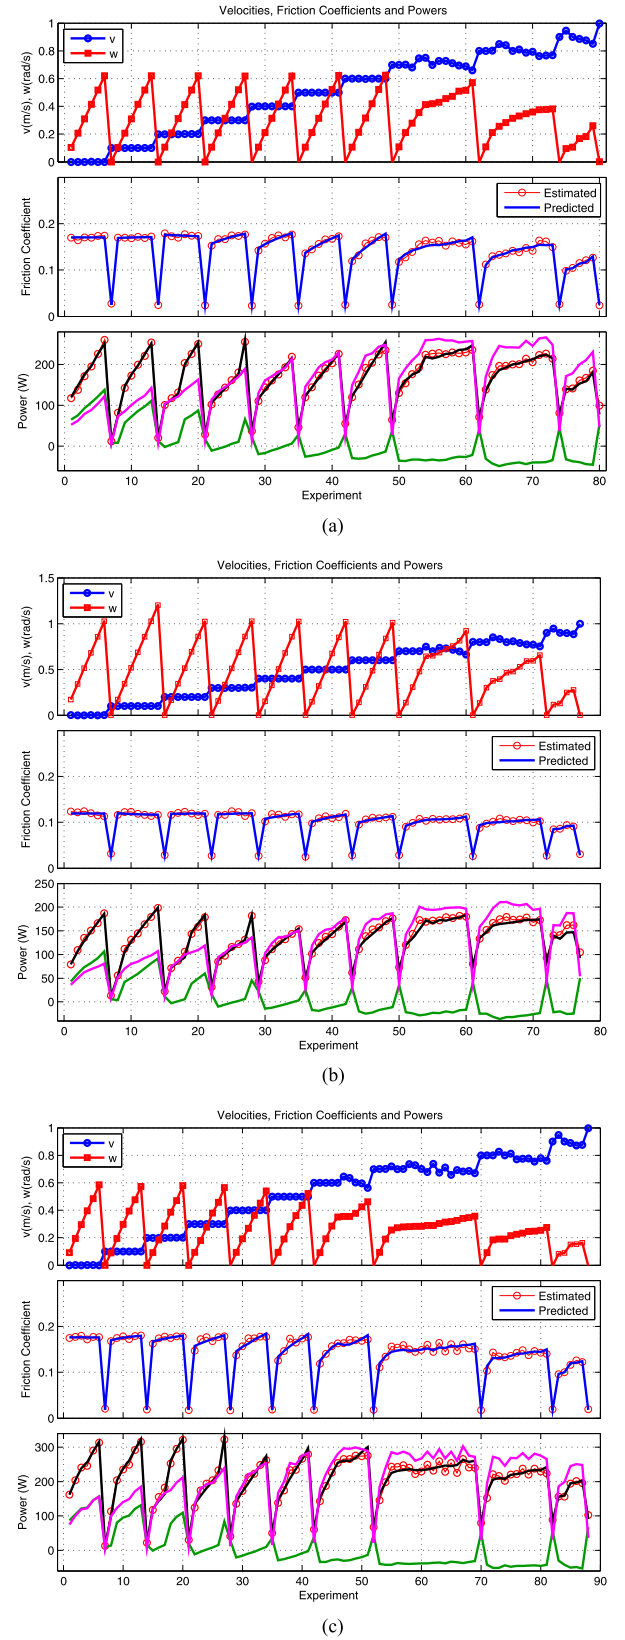 Velocities, Friction Coefficients and Powers
v(m/s), w(rad/s)
1
0.8
0.6
0.4
0.2
0
v
w
Friction Coefficient
0.2
0.1
0
Estimated
Predicted
Power (W)
200
100
0
0 10 20 30 40 50 60 70 80
Experiment
(a)
Velocities, Friction Coefficients and Powers
v(m/s), w(rad/s)
1.5
1
0.5
0
v
w
Friction Coefficient
0.2
0.1
0
Estimated
Predicted
Power (W)
250
200
150
100
50
0
0 10 20 30 40 50 60 70 80
Experiment
(b)
Velocities, Friction Coefficients and Powers
v(m/s), w(rad/s)
1
0.8
0.6
0.4
0.2
0
v
w
Friction Coefficient
0.2
0.1
0
Estimated
Predicted
Power (W)
300
200
100
0
0 10 20 30 40 50 60 70 80 90
Experiment
(c)